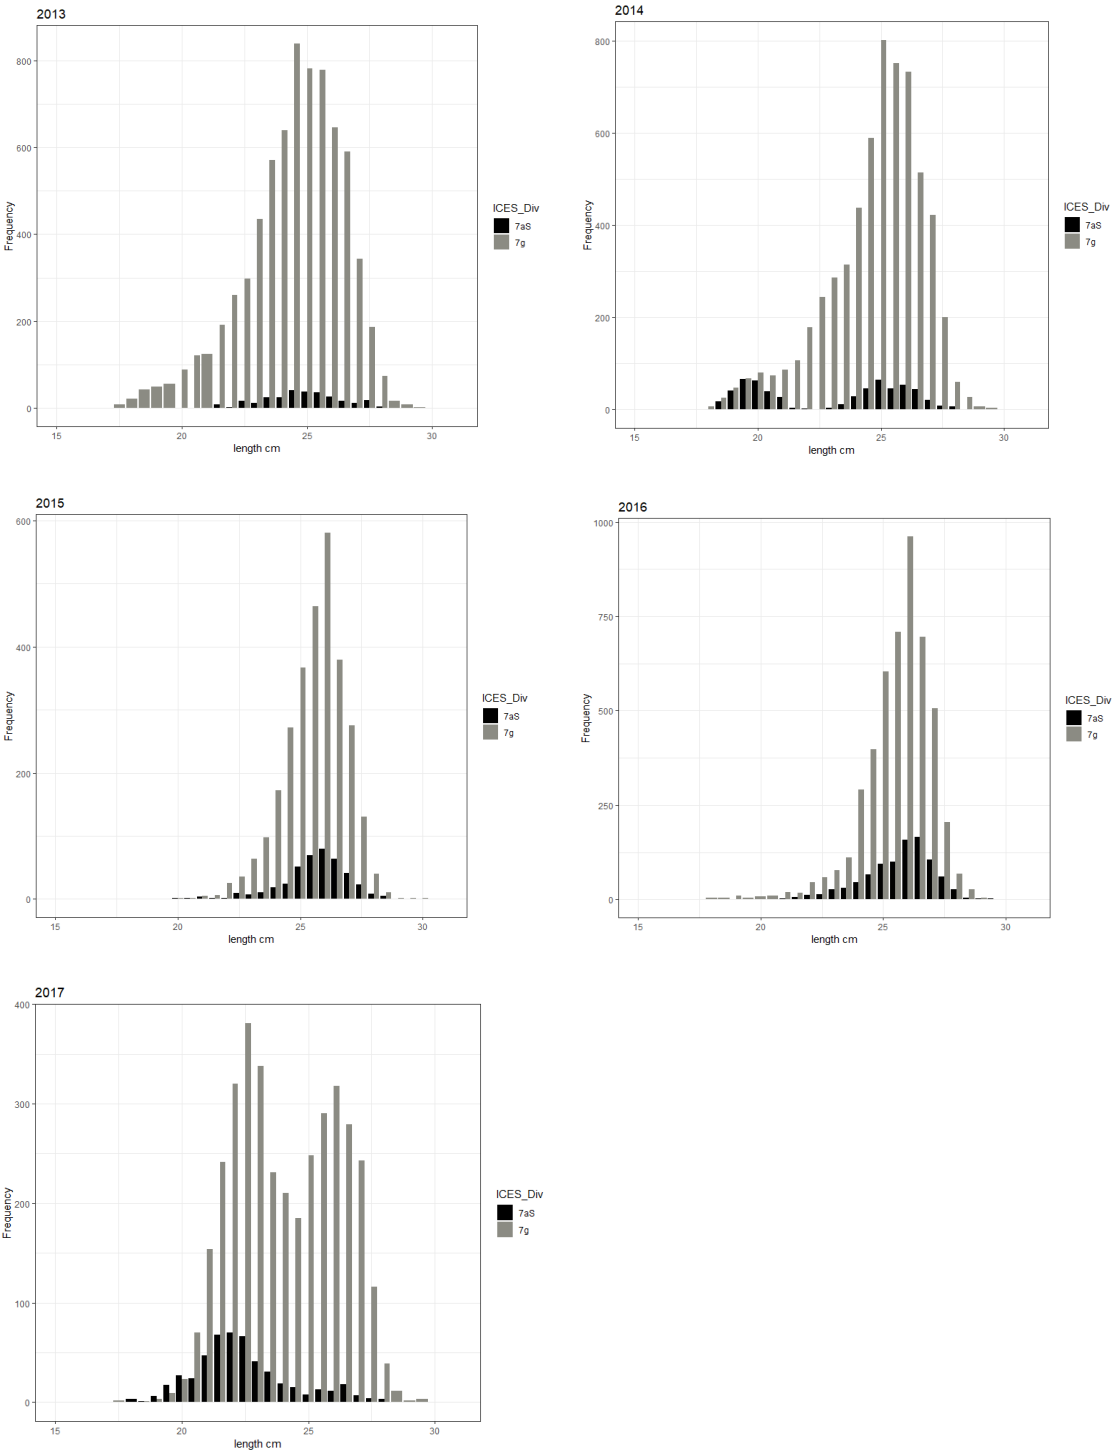 2013
800
600
400
200
0
Frequency
15 20 25 30
length cm
ICES_Div
7aS
7g
2014
800
600
400
200
0
Frequency
15 20 25 30
length cm
ICES_Div
7aS
7g
2015
600
400
200
0
Frequency
15 20 25 30
length cm
ICES_Div
7aS
7g
2016
1000
750
500
250
0
Frequency
15 20 25 30
length cm
ICES_Div
7aS
7g
2017
400
300
200
100
0
Frequency
15 20 25 30
length cm
ICES_Div
7aS
7g